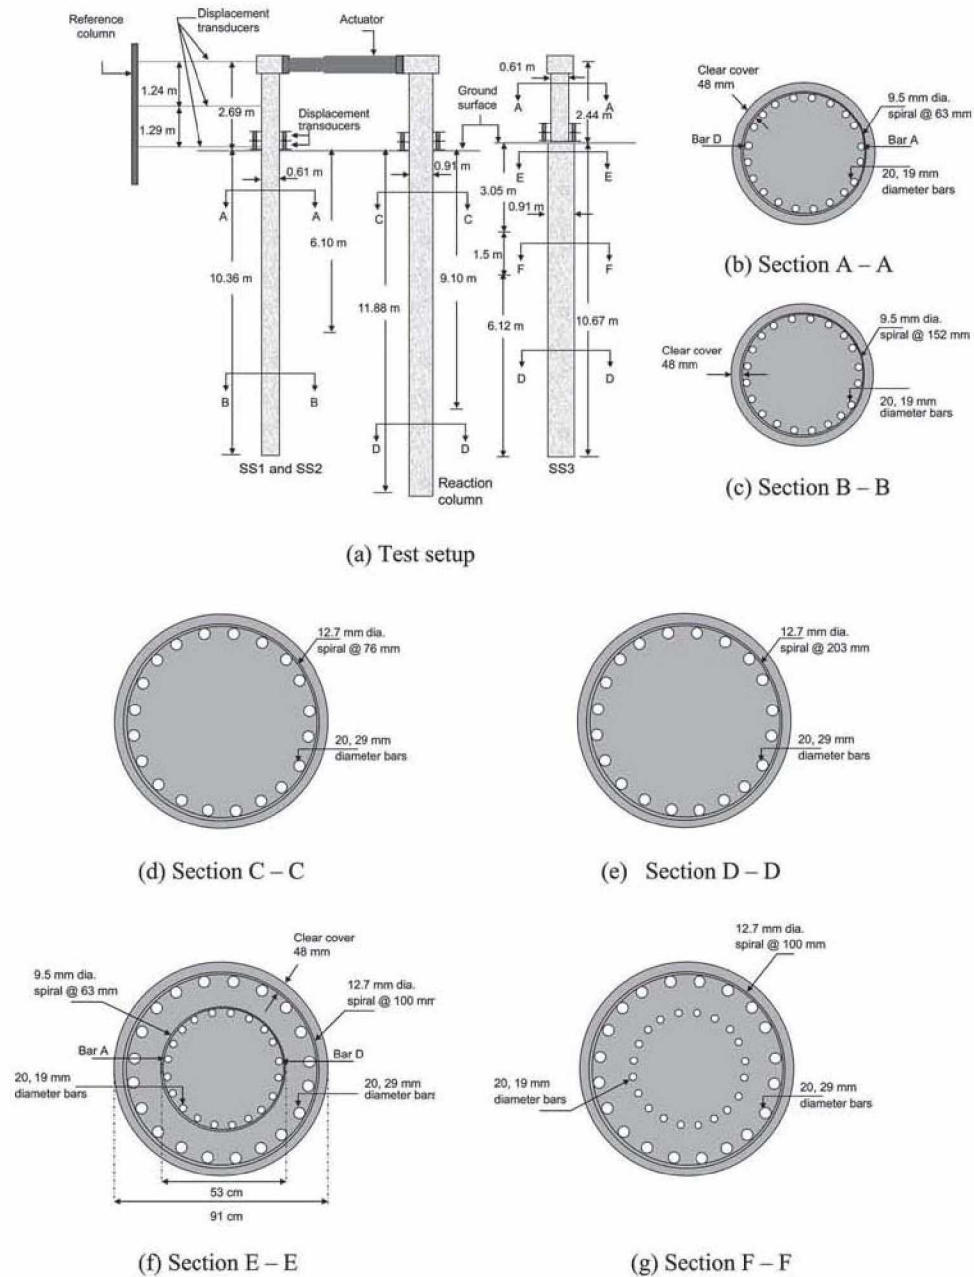 Reference
column
Displacement
transducers
Actuator
1.24 m
2.69 m
1.29 m
Displacement
transducers
Ground
surface
0.61 m
A
A
2.44 m
0.61 m
0.91 m
A
A
C
C
E
E
3.05 m
0.91 m
6.10 m
1.5 m
F
F
10.36 m
9.10 m
11.88 m
6.12 m
10.67 m
B
B
D
D
D
D
SS1 and SS2
Reaction
column
SS3
(a) Test setup
Clear cover
48 mm
9.5 mm dia.
spiral @ 63 mm
Bar D
Bar A
20, 19 mm
diameter bars
(b) Section A – A
9.5 mm dia.
spiral @ 152 mm
Clear cover
48 mm
20, 19 mm
diameter bars
(c) Section B – B
12.7 mm dia.
spiral @ 76 mm
20, 29 mm
diameter bars
(d) Section C – C
12.7 mm dia.
spiral @ 203 mm
20, 29 mm
diameter bars
(e) Section D – D
Clear cover
48 mm
9.5 mm dia.
spiral @ 63 mm
12.7 mm dia.
spiral @ 100 mm
Bar A
Bar D
20, 19 mm
diameter bars
20, 29 mm
diameter bars
53 cm
91 cm
(f) Section E – E
12.7 mm dia.
spiral @ 100 mm
20, 19 mm
diameter bars
20, 29 mm
diameter bars
(g) Section F – F